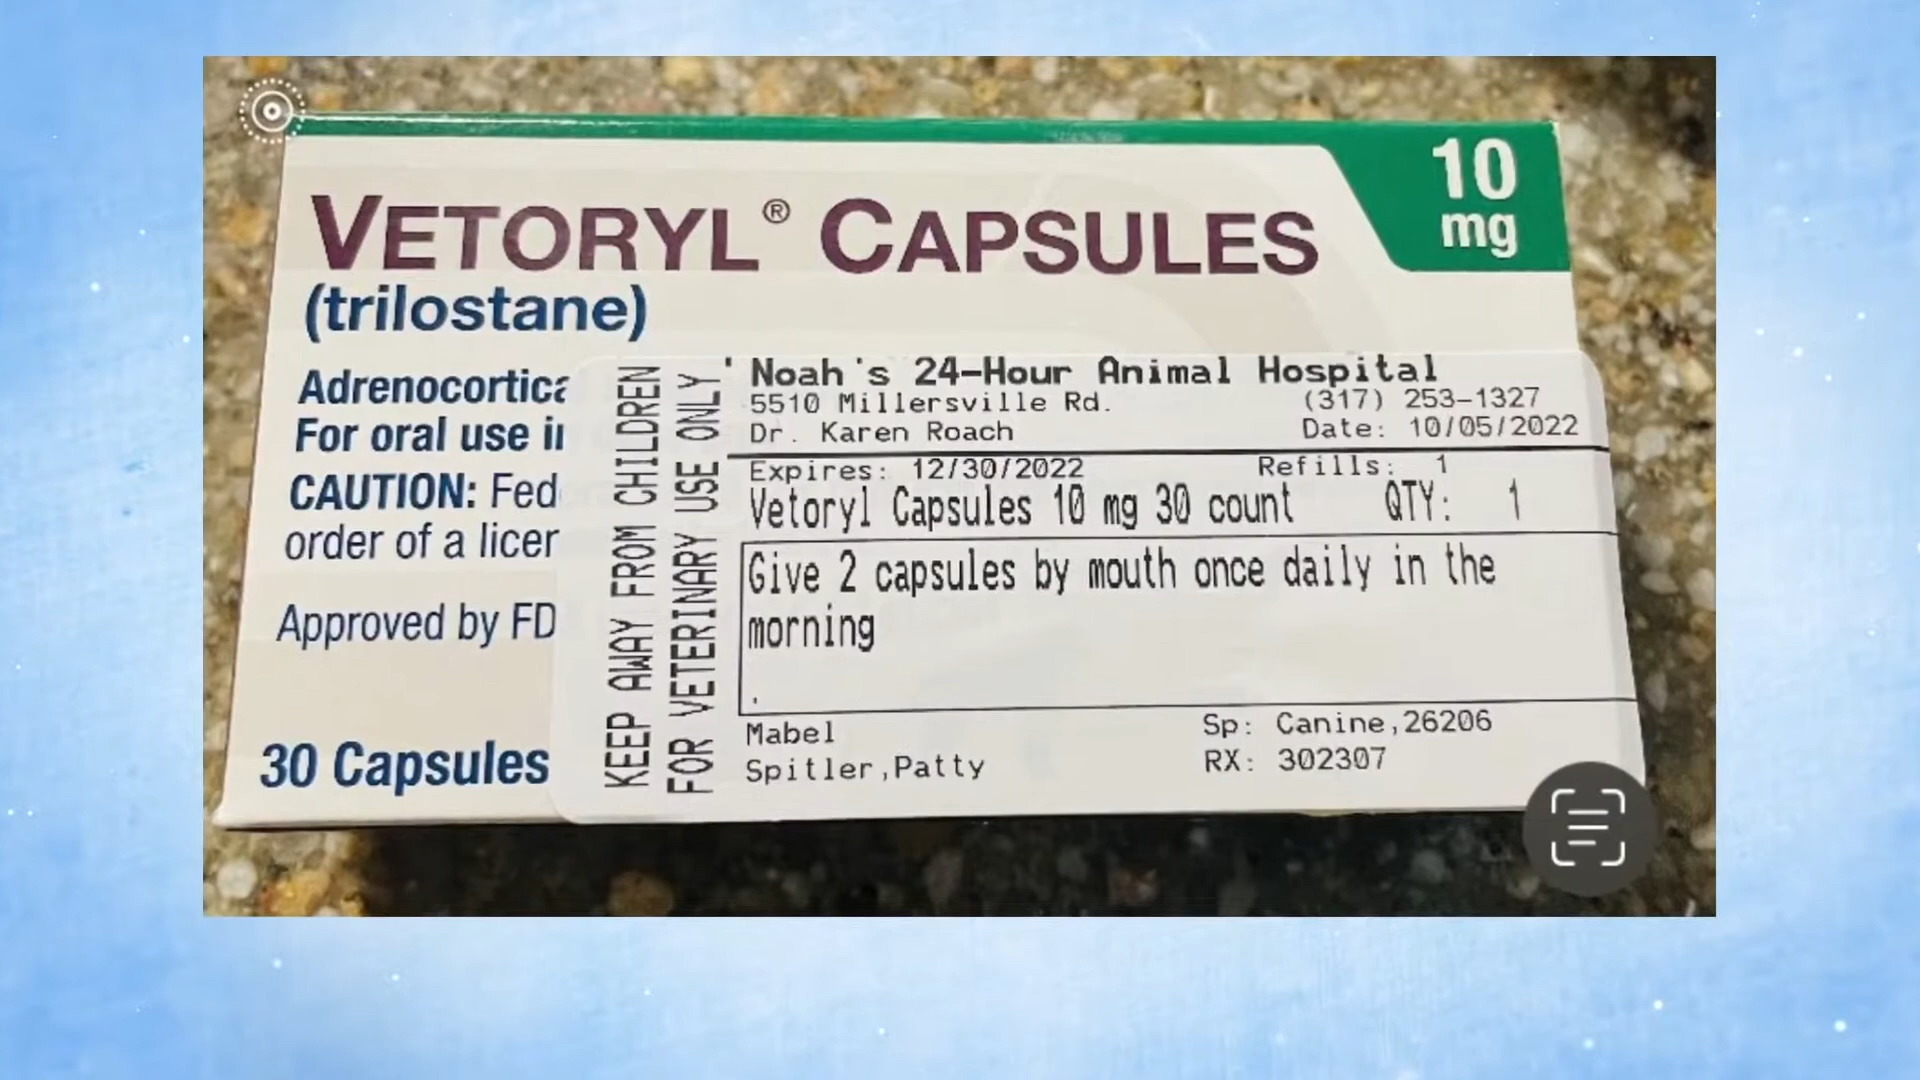 VETORYL® CAPSULES
10 mg
(trilostane)
Adrenocortica
For oral use in
CAUTION: Fed
order of a licen
Approved by FD
30 Capsules
KEEP AWAY FROM CHILDREN
FOR VETERINARY USE ONLY
Noah's 24-Hour Animal Hospital
5510 Millersville Rd. (317) 253-1327
Dr. Karen Roach Date: 10/05/2022
Expires: 12/30/2022 Refills: 1
Vetoryl Capsules 10 mg 30 count QTY: 1
Give 2 capsules by mouth once daily in the
morning
.
Mabel Sp: Canine,26206
Spitler,Patty RX: 302307